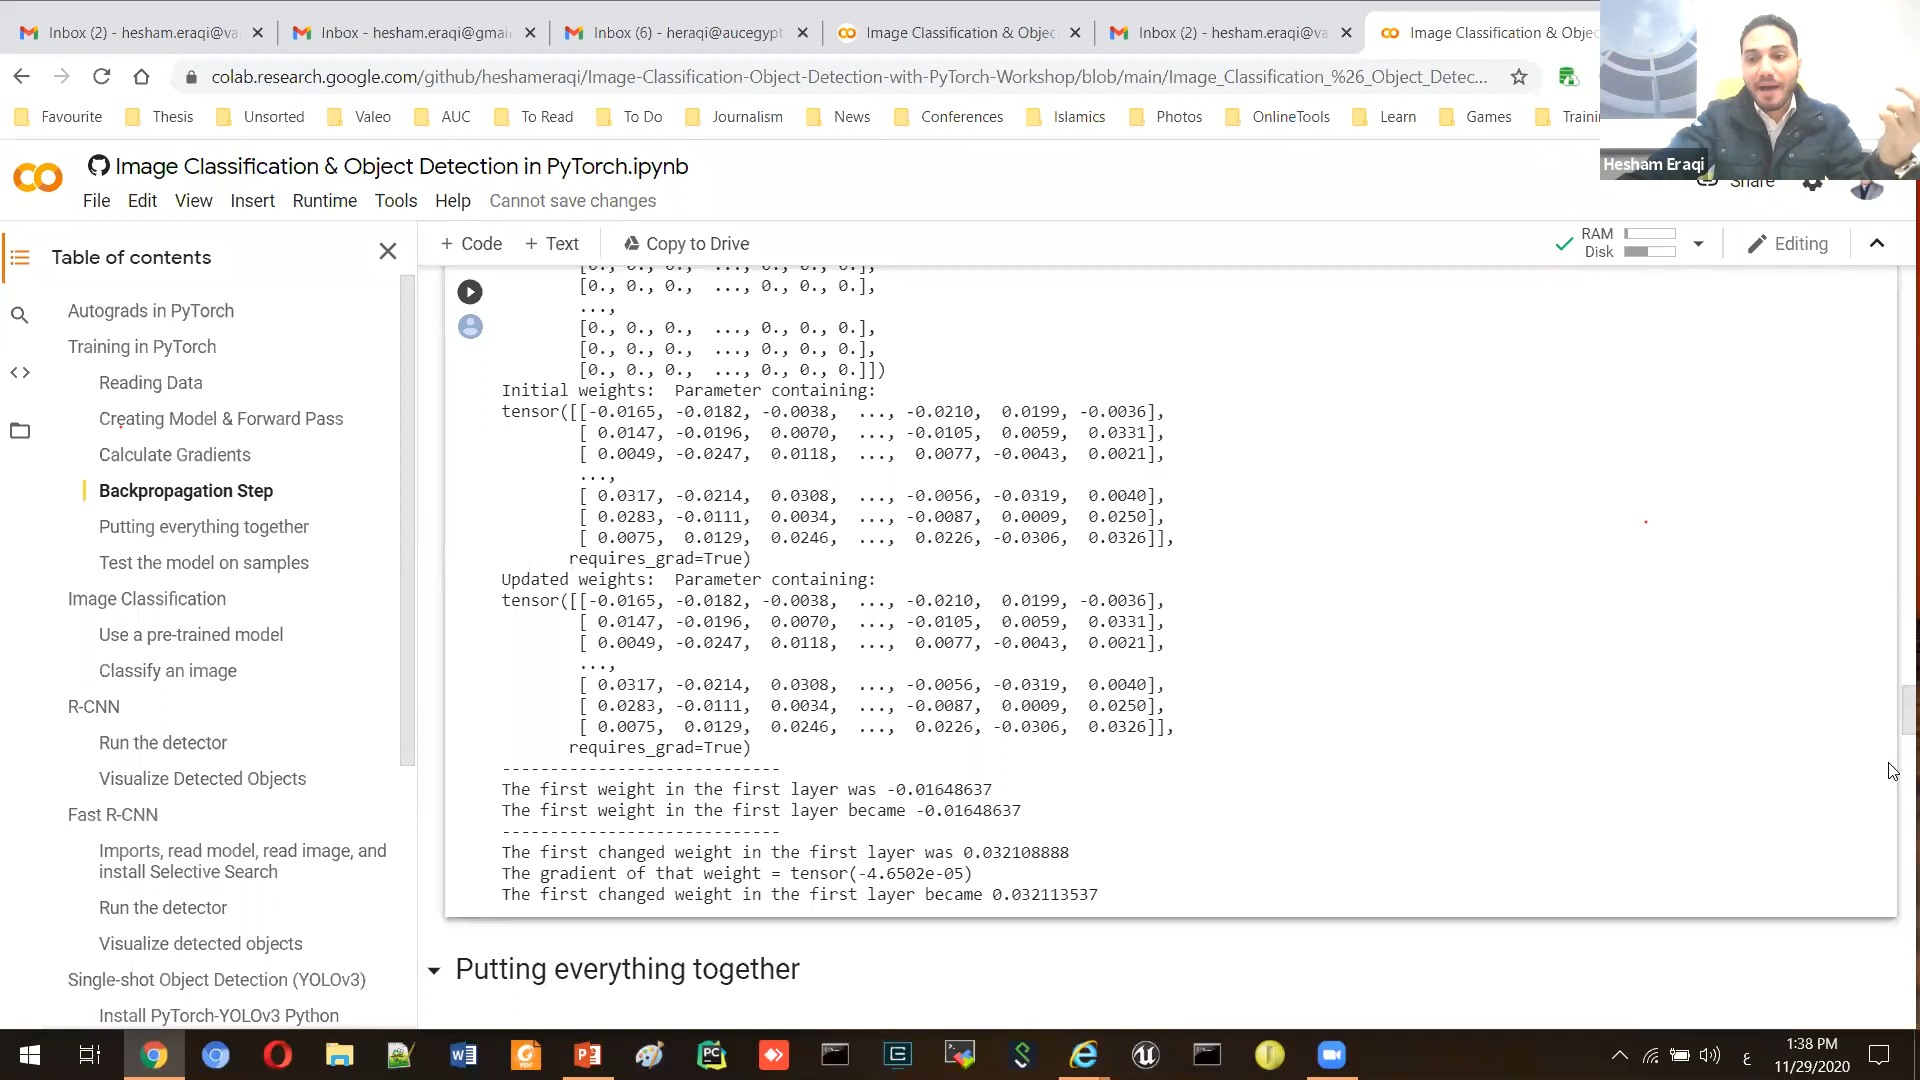 Inbox (2) - hesham.eraqi@va
Inbox - hesham.eraqi@gmai
Inbox (6) - heraqi@aucegypt
Image Classification & Objec
Inbox (2) - hesham.eraqi@va
Image Classification & Obje
colab.research.google.com/github/heshameraqi/Image-Classification-Object-Detection-with-PyTorch-Workshop/blob/main/Image_Classification_%26_Object_Detec...
Favourite
Thesis
Unsorted
Valeo
AUC
To Read
To Do
Journalism
News
Conferences
Islamics
Photos
OnlineTools
Learn
Games
Traini
Hesham Eraqi
Image Classification & Object Detection in PyTorch.ipynb
File Edit View Insert Runtime Tools Help Cannot save changes
Share
+ Code + Text Copy to Drive
RAM
Disk
Editing
Table of contents
Autograds in PyTorch
Training in PyTorch
Reading Data
Creating Model & Forward Pass
Calculate Gradients
Backpropagation Step
Putting everything together
Test the model on samples
Image Classification
Use a pre-trained model
Classify an image
R-CNN
Run the detector
Visualize Detected Objects
Fast R-CNN
Imports, read model, read image, and
install Selective Search
Run the detector
Visualize detected objects
Single-shot Object Detection (YOLOv3)
Install PyTorch-YOLOv3 Python
[0., 0., 0., ..., 0., 0., 0.],
[0., 0., 0., ..., 0., 0., 0.],
...,
[0., 0., 0., ..., 0., 0., 0.],
[0., 0., 0., ..., 0., 0., 0.],
[0., 0., 0., ..., 0., 0., 0.]])
Initial weights: Parameter containing:
tensor([[-0.0165, -0.0182, -0.0038, ..., -0.0210, 0.0199, -0.0036],
[ 0.0147, -0.0196, 0.0070, ..., -0.0105, 0.0059, 0.0331],
[ 0.0049, -0.0247, 0.0118, ..., 0.0077, -0.0043, 0.0021],
...,
[ 0.0317, -0.0214, 0.0308, ..., -0.0056, -0.0319, 0.0040],
[ 0.0283, -0.0111, 0.0034, ..., -0.0087, 0.0009, 0.0250],
[ 0.0075, 0.0129, 0.0246, ..., 0.0226, -0.0306, 0.0326]],
requires_grad=True)
Updated weights: Parameter containing:
tensor([[-0.0165, -0.0182, -0.0038, ..., -0.0210, 0.0199, -0.0036],
[ 0.0147, -0.0196, 0.0070, ..., -0.0105, 0.0059, 0.0331],
[ 0.0049, -0.0247, 0.0118, ..., 0.0077, -0.0043, 0.0021],
...,
[ 0.0317, -0.0214, 0.0308, ..., -0.0056, -0.0319, 0.0040],
[ 0.0283, -0.0111, 0.0034, ..., -0.0087, 0.0009, 0.0250],
[ 0.0075, 0.0129, 0.0246, ..., 0.0226, -0.0306, 0.0326]],
requires_grad=True)
-----------------------------
The first weight in the first layer was -0.01648637
The first weight in the first layer became -0.01648637
-----------------------------
The first changed weight in the first layer was 0.032108888
The gradient of that weight = tensor(-4.6502e-05)
The first changed weight in the first layer became 0.032113537
Putting everything together
ع
1:38 PM
11/29/2020